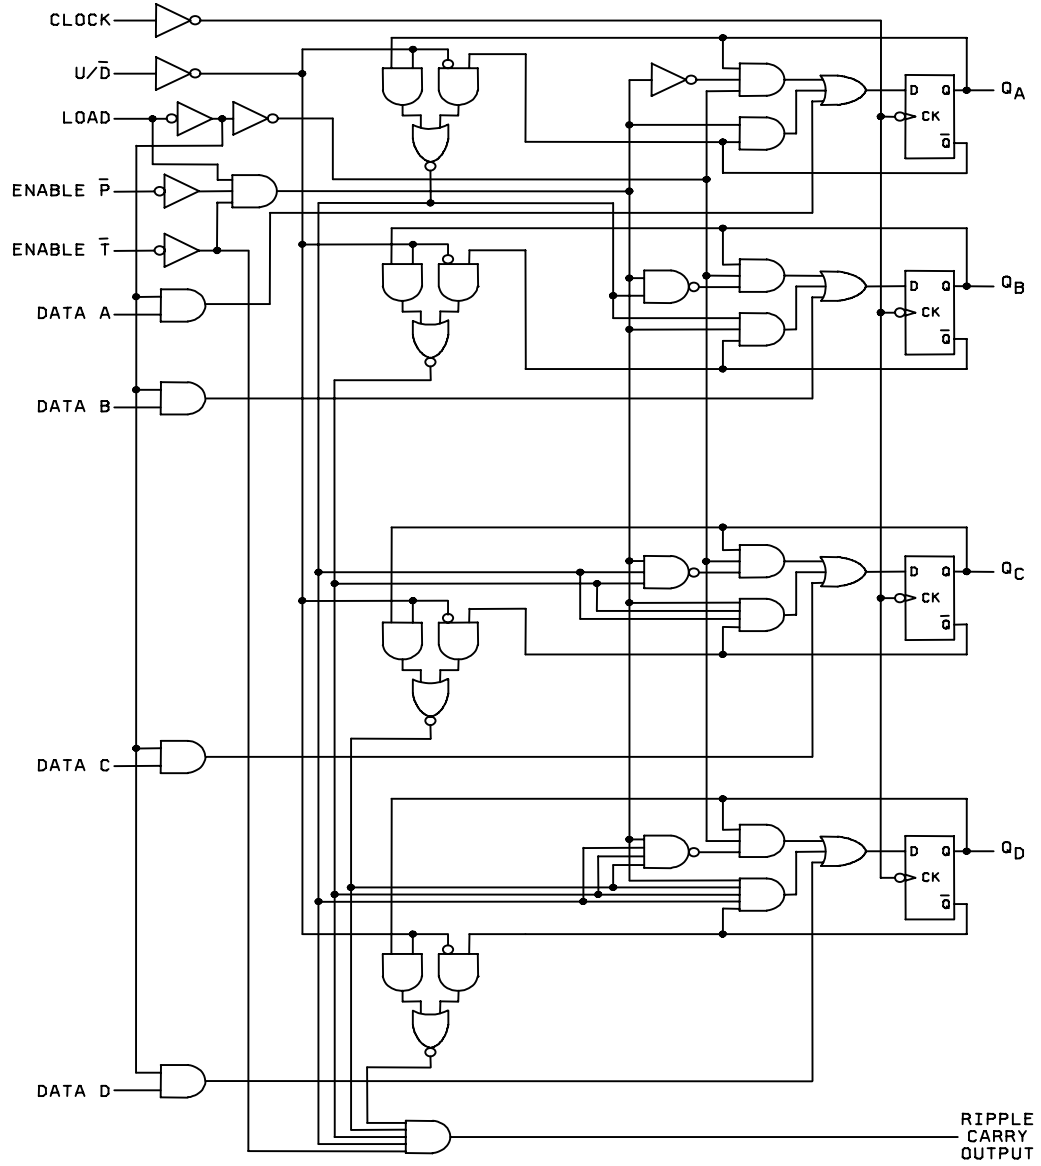 CLOCK
U/D̅
LOAD
ENABLE P̅
ENABLE T̅
DATA A
DATA B
DATA C
DATA D
D Q
CK
Q̅
QA
D Q
CK
Q̅
QB
D Q
CK
Q̅
QC
D Q
CK
Q̅
QD
RIPPLE
CARRY
OUTPUT